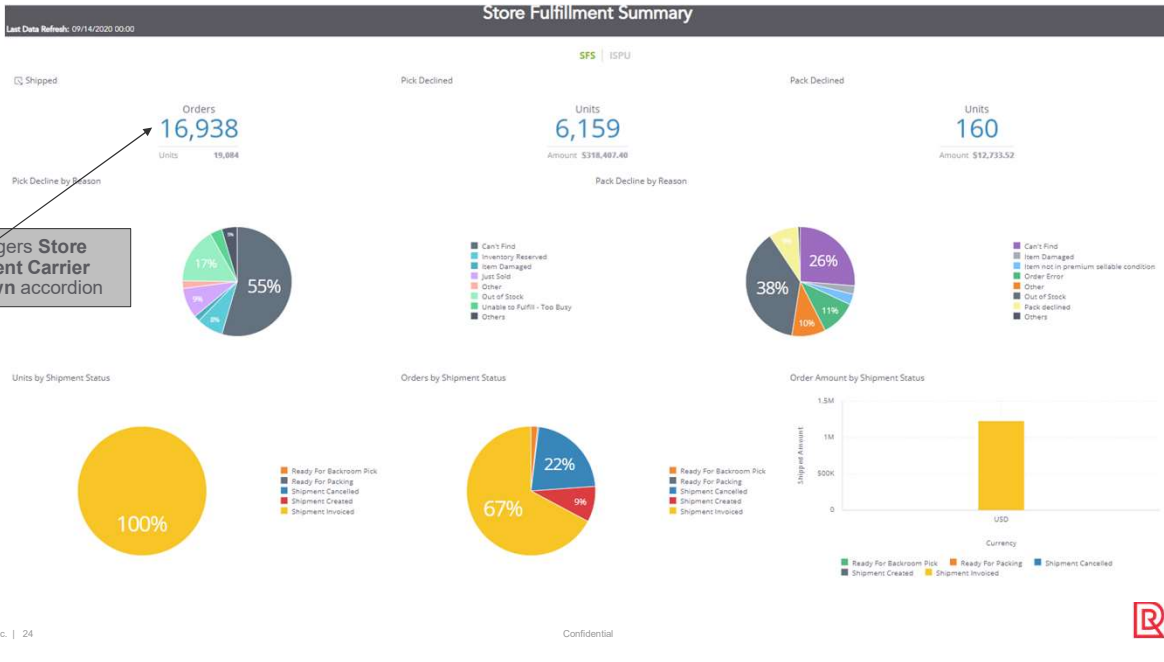 Store Fulfillment Summary
Last Data Refresh: 09/14/2020 00:00
SFS | ISPU
Shipped
Pick Declined
Pack Declined
Orders
16,938
Units 19,084
Units
6,159
Amount $318,407.40
Units
160
Amount $12,733.52
Pick Decline by Reason
Pack Decline by Reason
gers Store
ent Carrier
wn accordion
17%
55%
9%
8%
Can't Find
Inventory Reserved
Item Damaged
Just Sold
Other
Out of Stock
Unable to Fulfill - Too Busy
Others
26%
38%
11%
10%
Can't Find
Item Damaged
Item not in premium sellable condition
Order Error
Other
Out of Stock
Pack declined
Others
Units by Shipment Status
Orders by Shipment Status
Order Amount by Shipment Status
100%
Ready For Backroom Pick
Ready For Packing
Shipment Cancelled
Shipment Created
Shipment Invoiced
22%
9%
67%
Ready For Backroom Pick
Ready For Packing
Shipment Cancelled
Shipment Created
Shipment Invoiced
Shipped Amount
1.5M
1M
500K
0
USD
Currency
Ready For Backroom Pick Ready For Packing Shipment Cancelled
Shipment Created Shipment Invoiced
c. | 24
Confidential